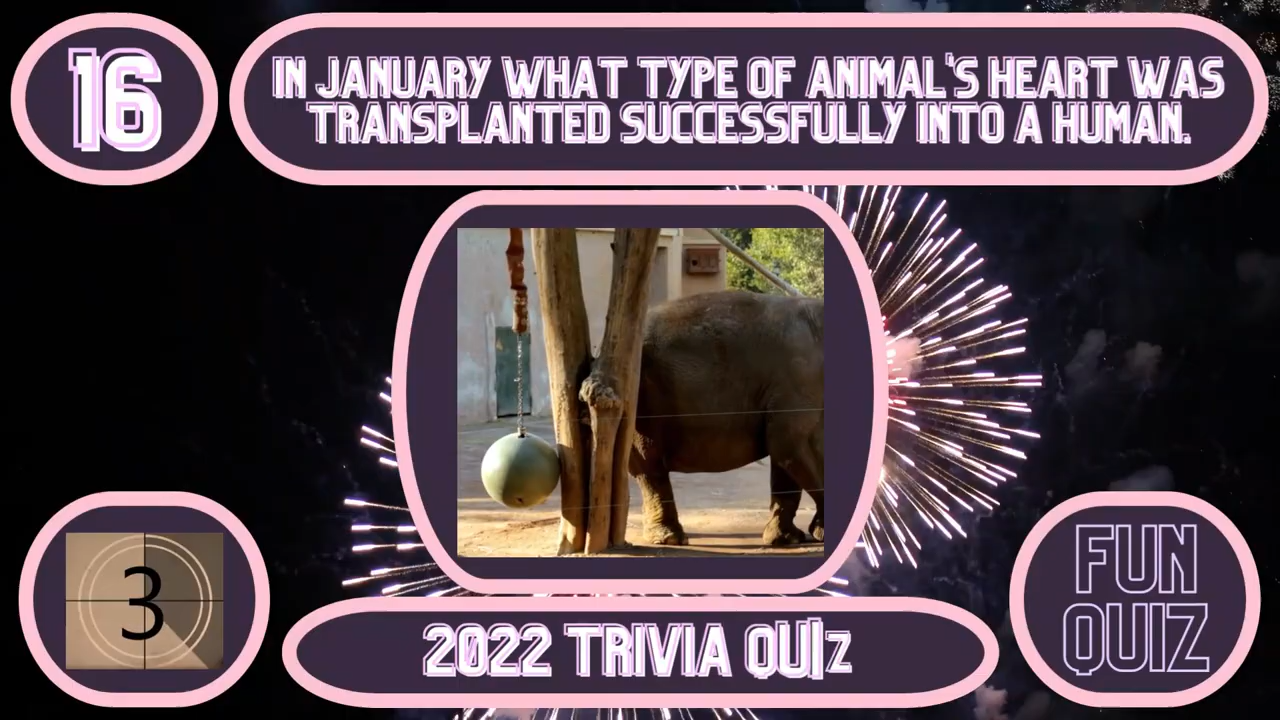 16
IN JANUARY WHAT TYPE OF ANIMAL'S HEART WAS
TRANSPLANTED SUCCESSFULLY INTO A HUMAN.
3
2022 TRIVIA QUIz
FUN
QUIZ